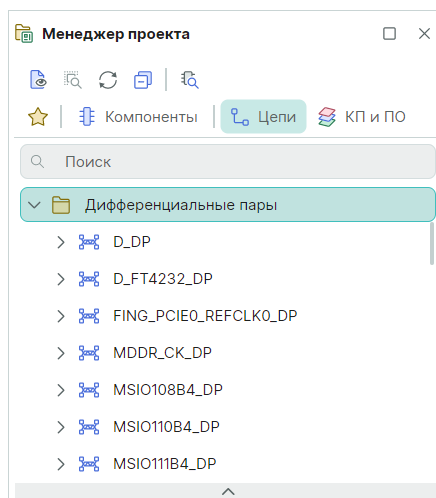 Менеджер проекта
Компоненты Цепи КП и ПО
Поиск
Дифференциальные пары
D_DP
D_FT4232_DP
FING_PCIE0_REFCLK0_DP
MDDR_CK_DP
MSIO108B4_DP
MSIO110B4_DP
MSIO111B4_DP